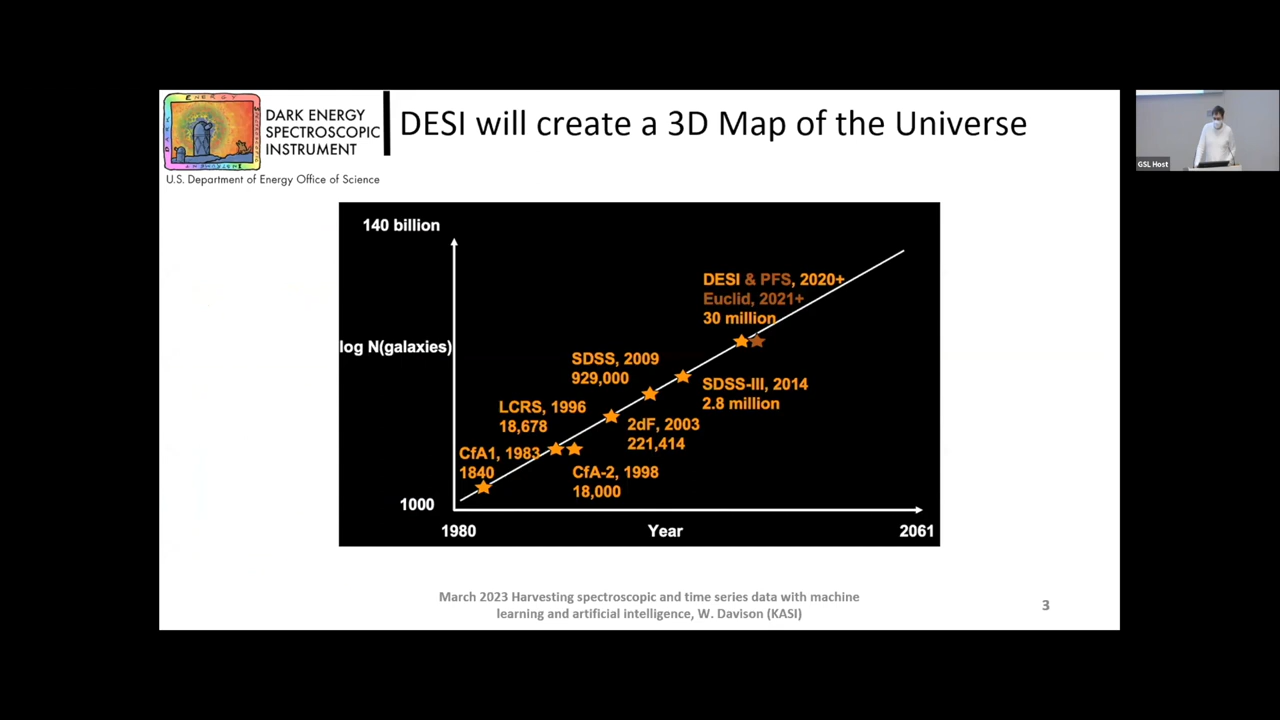 DARK ENERGY
SPECTROSCOPIC
INSTRUMENT
U.S. Department of Energy Office of Science
DESI will create a 3D Map of the Universe
140 billion
log N(galaxies)
1000
1980
Year
2061
CfA1, 1983
1840
LCRS, 1996
18,678
CfA-2, 1998
18,000
SDSS, 2009
929,000
2dF, 2003
221,414
SDSS-III, 2014
2.8 million
DESI & PFS, 2020+
Euclid, 2021+
30 million
March 2023 Harvesting spectroscopic and time series data with machine
learning and artificial intelligence, W. Davison (KASI)
3
GSL Host